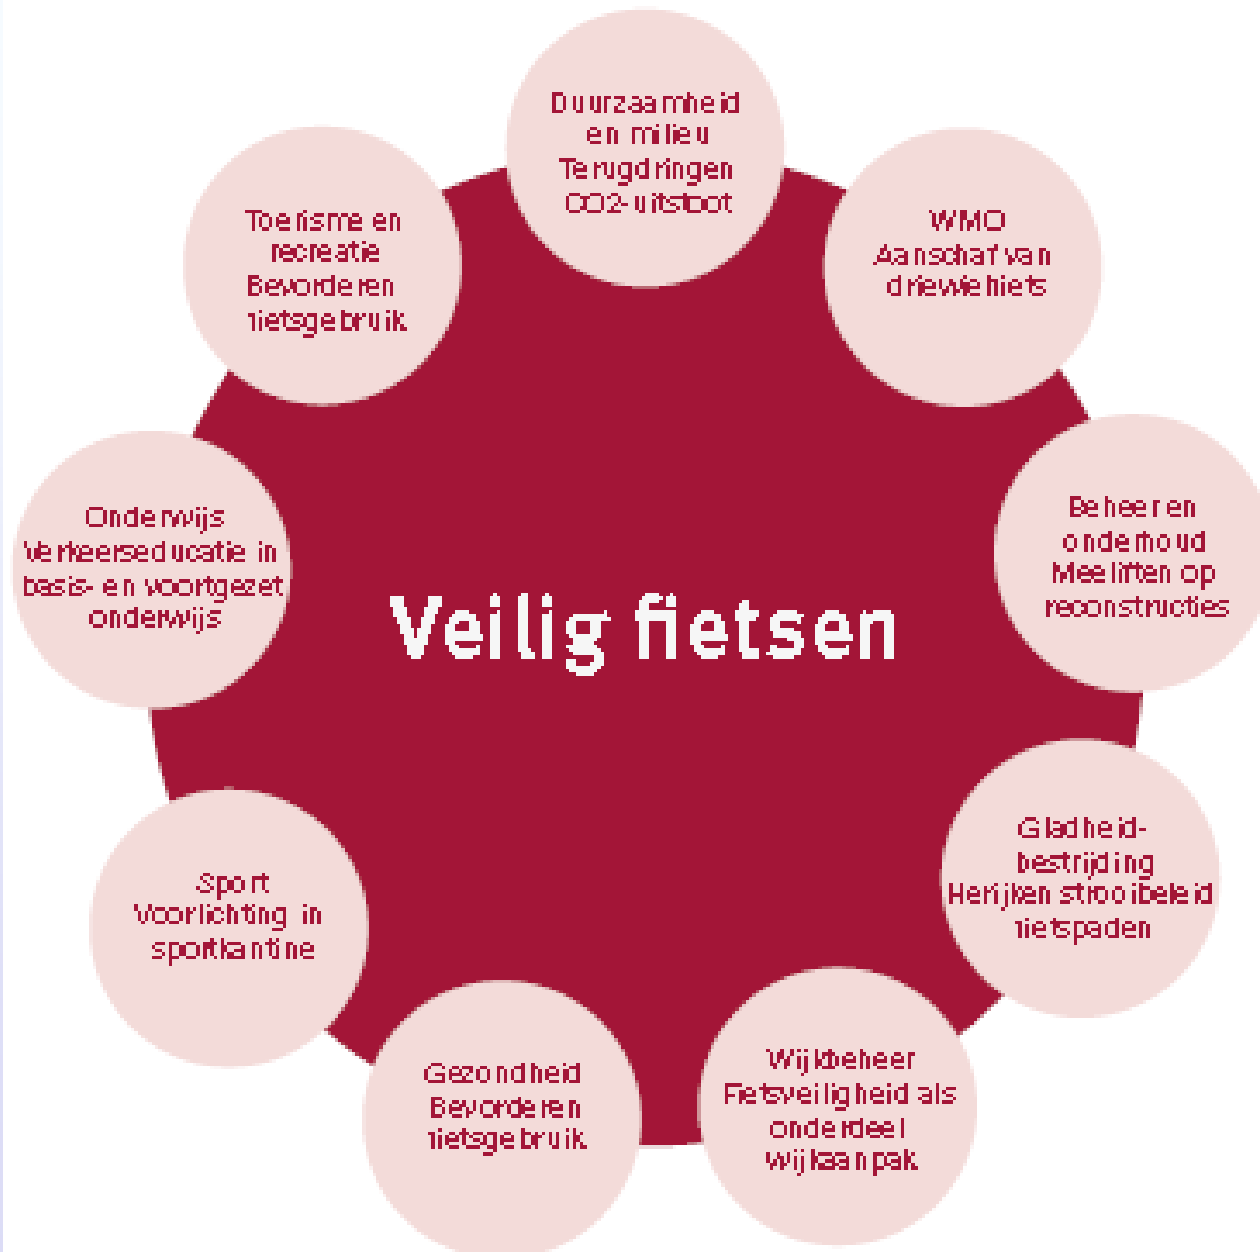 Duurzaamheid
en milieu
Terugdringen
CO2-uitstoot
WMO
Aanschaf van
driewielfiets
Beheer en
onderhoud
Meeliften op
reconstructies
Gladheid-
bestrijding
Herijken strooibeleid
fietspaden
Wijkbeheer
Fietsveiligheid als
onderdeel
wijkaanpak
Gezondheid
Bevorderen
fietsgebruik
Sport
Voorlichting in
sportkantine
Onderwijs
Verkeerseducatie in
basis- en voortgezet
onderwijs
Toerisme en
recreatie
Bevorderen
fietsgebruik
Veilig fietsen